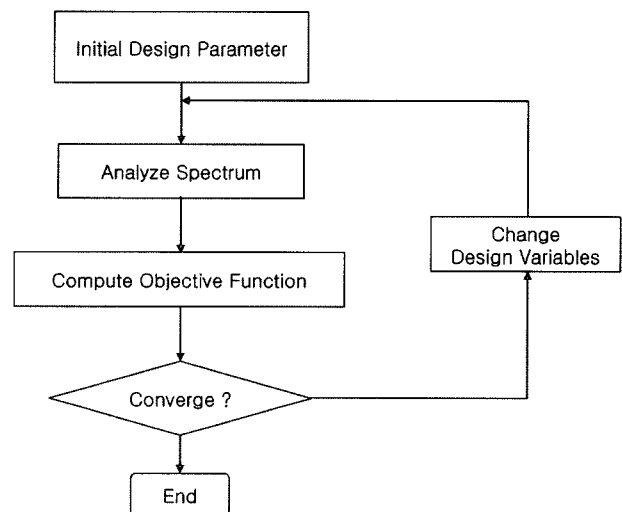 Initial Design Parameter
Analyze Spectrum
Change
Design Variables
Compute Objective Function
Converge ?
End